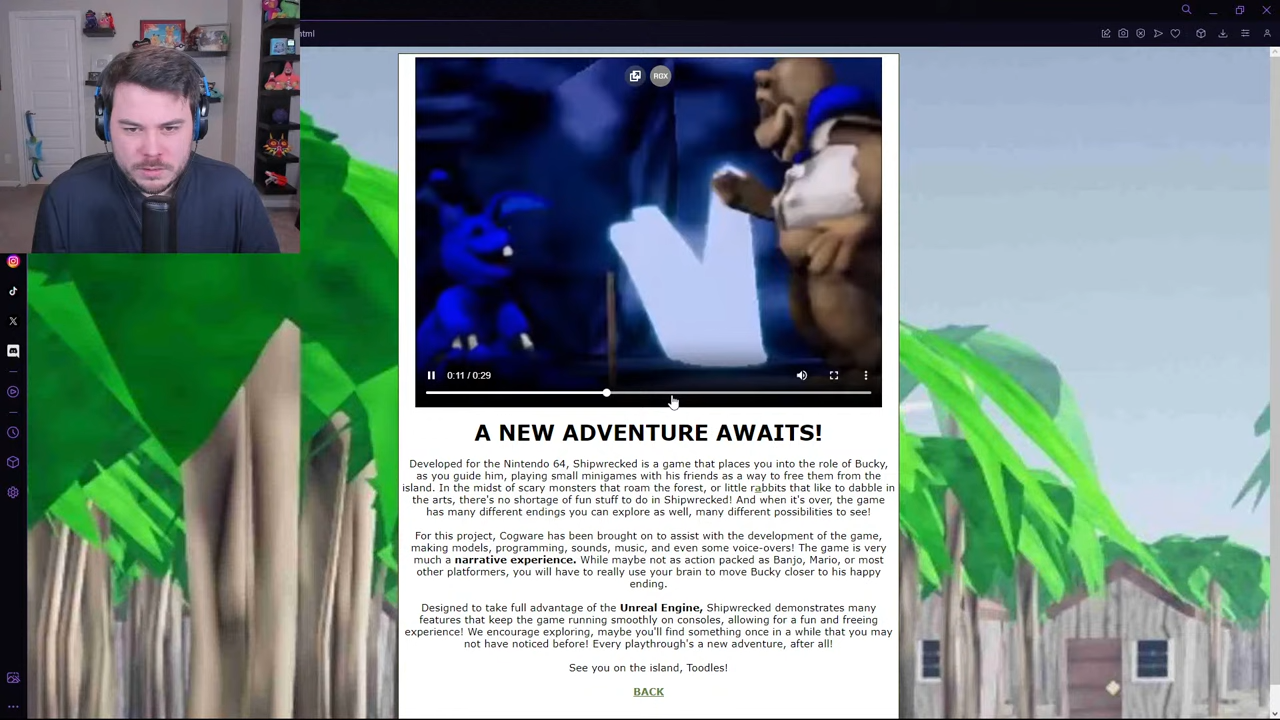 html
RGX
0:11 / 0:29
A NEW ADVENTURE AWAITS!
Developed for the Nintendo 64, Shipwrecked is a game that places you into the role of Bucky,
as you guide him, playing small minigames with his friends as a way to free them from the
island. In the midst of scary monsters that roam the forest, or little rabbits that like to dabble in
the arts, there's no shortage of fun stuff to do in Shipwrecked! And when it's over, the game
has many different endings you can explore as well, many different possibilities to see!
For this project, Cogware has been brought on to assist with the development of the game,
making models, programming, sounds, music, and even some voice-overs! The game is very
much a narrative experience. While maybe not as action packed as Banjo, Mario, or most
other platformers, you will have to really use your brain to move Bucky closer to his happy
ending.
Designed to take full advantage of the Unreal Engine, Shipwrecked demonstrates many
features that keep the game running smoothly on consoles, allowing for a fun and freeing
experience! We encourage exploring, maybe you'll find something once in a while that you may
not have noticed before! Every playthrough's a new adventure, after all!
See you on the island, Toodles!
BACK